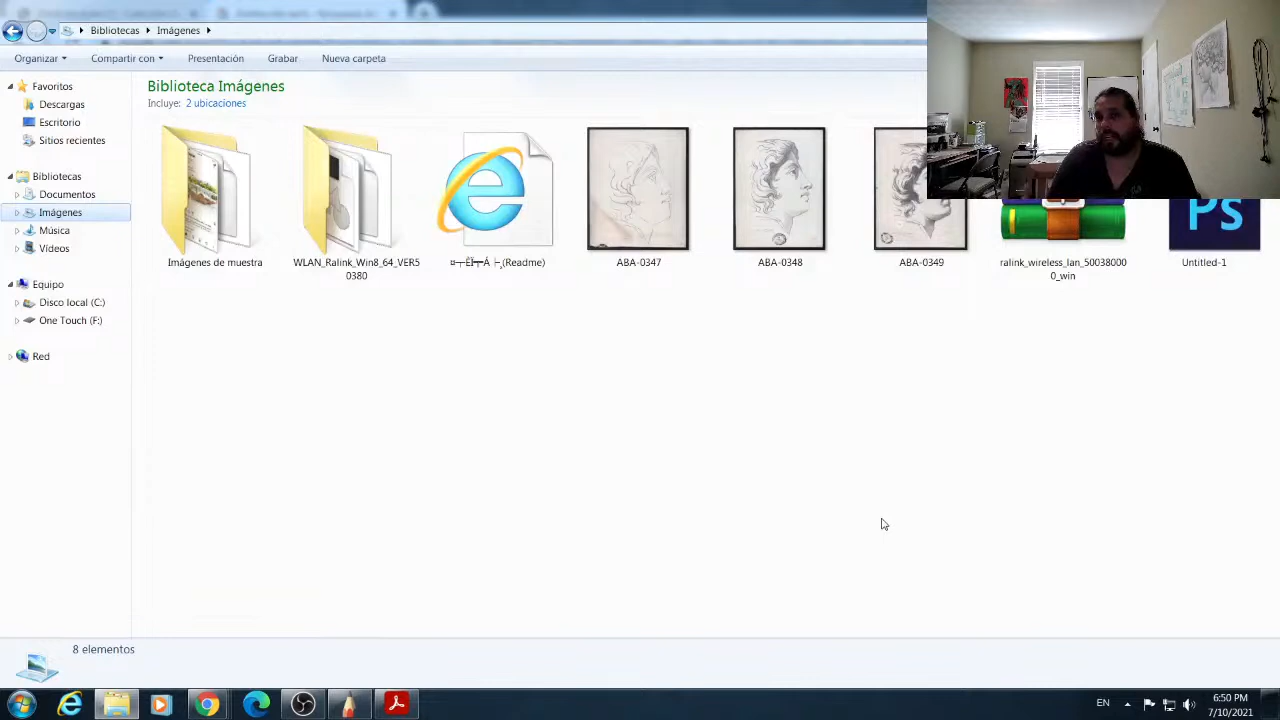 Bibliotecas
Imágenes
Organizar
Compartir con
Presentación
Grabar
Nueva carpeta
Favoritos
Descargas
Escritorio
Sitios recientes
Bibliotecas
Documentos
Imágenes
Música
Vídeos
Equipo
Disco local (C:)
One Touch (F:)
Red
Biblioteca Imágenes
Incluye: 2 ubicaciones
Imágenes de muestra
WLAN_Ralink_Win8_64_VER5
0380
(Readme)
ABA-0347
ABA-0348
ABA-0349
ralink_wireless_lan_50038000
0_win
Ps
Untitled-1
8 elementos
EN
6:50 PM
7/10/2021